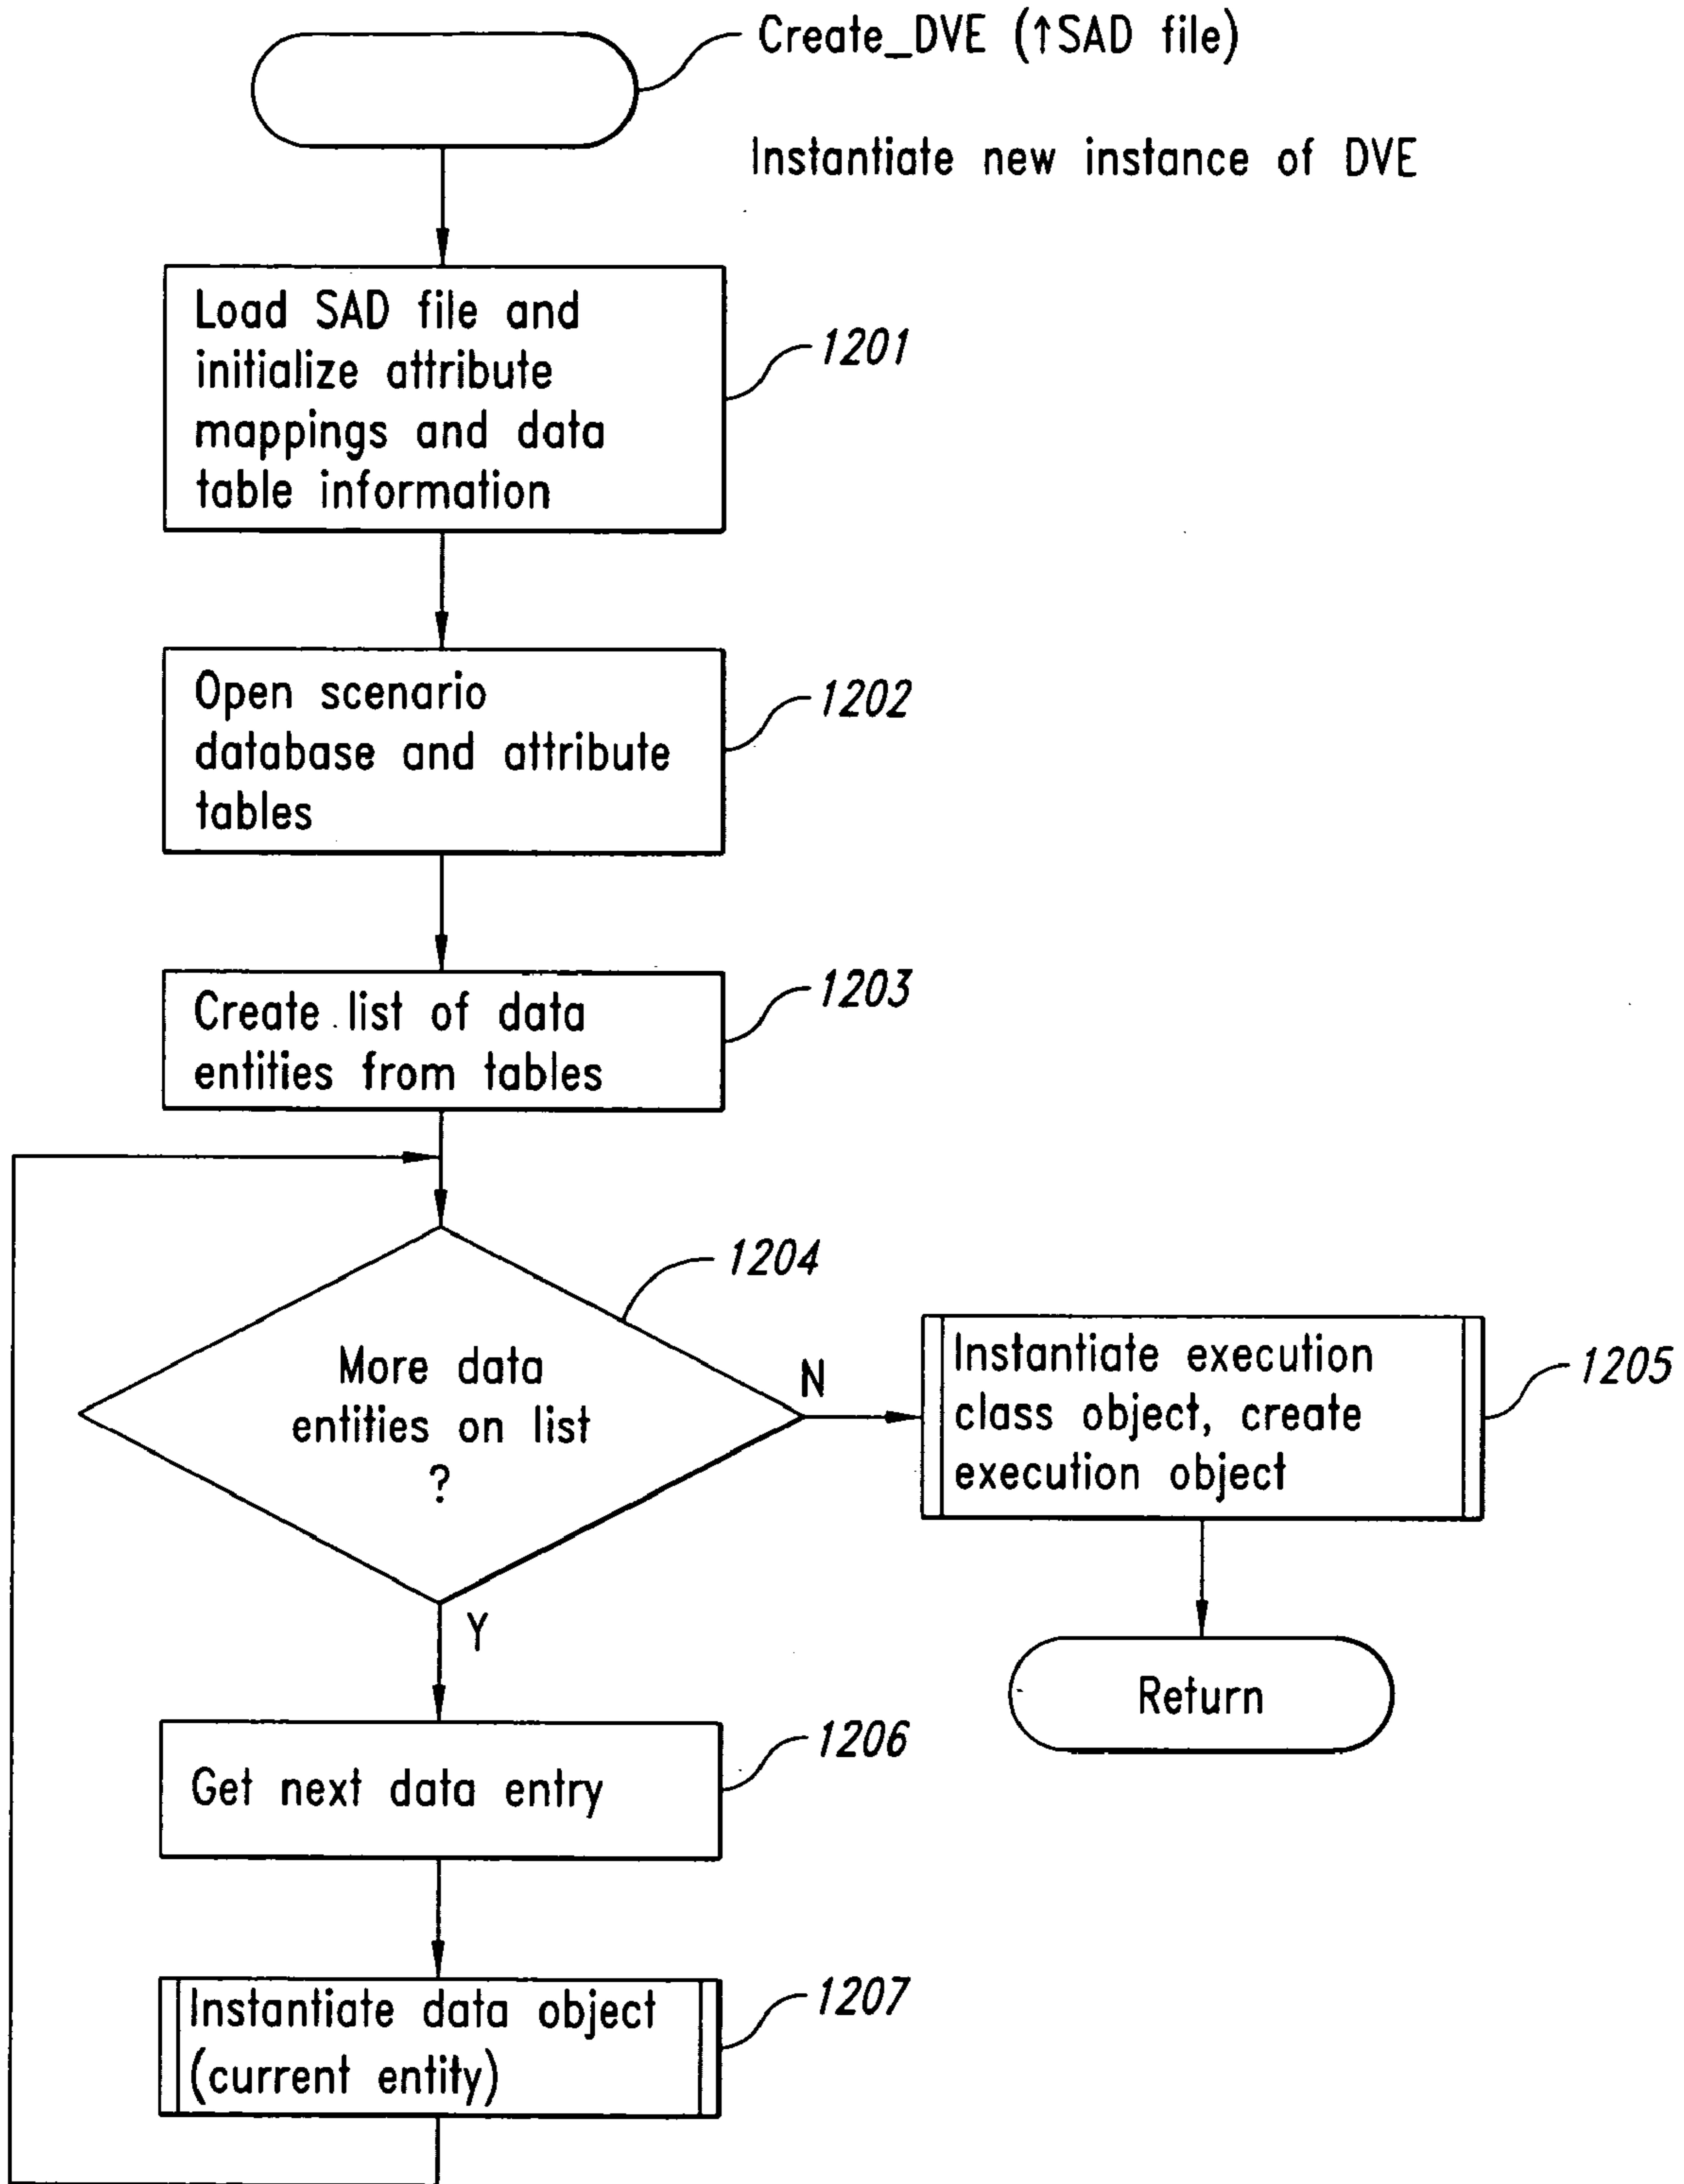 Create_DVE (↑SAD file)
Instantiate new instance of DVE
Load SAD file and
initialize attribute
mappings and data
table information
1201
Open scenario
database and attribute
tables
1202
Create list of data
entities from tables
1203
1204
More data
entities on list
?
N
Y
Instantiate execution
class object, create
execution object
1205
Return
Get next data entry
1206
Instantiate data object
(current entity)
1207